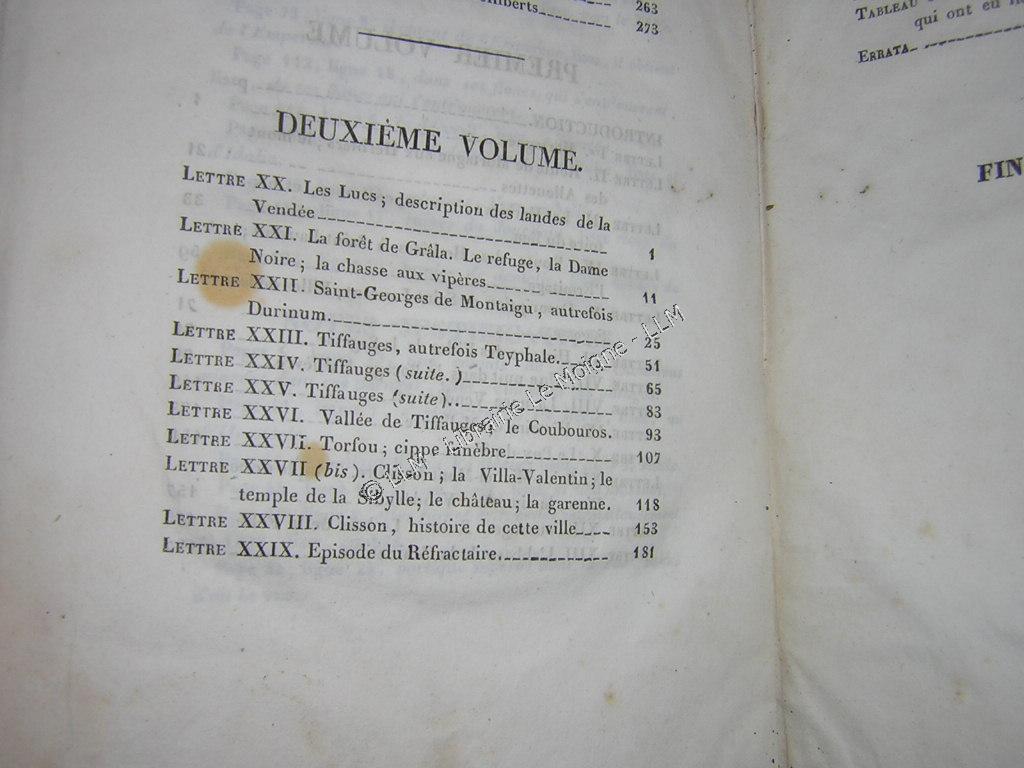 263
273
DEUXIÈME VOLUME.
LETTRE XX. Les Lucs; description des landes de la
Vendée 1
LETTRE XXI. La forêt de Grâla. Le refuge, la Dame
Noire; la chasse aux vipères 11
LETTRE XXII. Saint-Georges de Montaigu, autrefois
Durinum. 25
LETTRE XXIII. Tiffauges, autrefois Teyphale. 51
LETTRE XXIV. Tiffauges (suite.) 65
LETTRE XXV. Tiffauges (suite). 83
LETTRE XXVI. Vallée de Tiffauges; le Coubouros. 93
LETTRE XXVII. Torfou; cippe funèbre 107
LETTRE XXVII (bis). Clisson; la Villa-Valentin; le
temple de la Sibylle; le château; la garenne. 118
LETTRE XXVIII. Clisson, histoire de cette ville 153
LETTRE XXIX. Episode du Réfractaire. 181
© LLM - Librairie Le Moigne - LLM
TABLEAU
qui ont eu
ERRATA
FIN